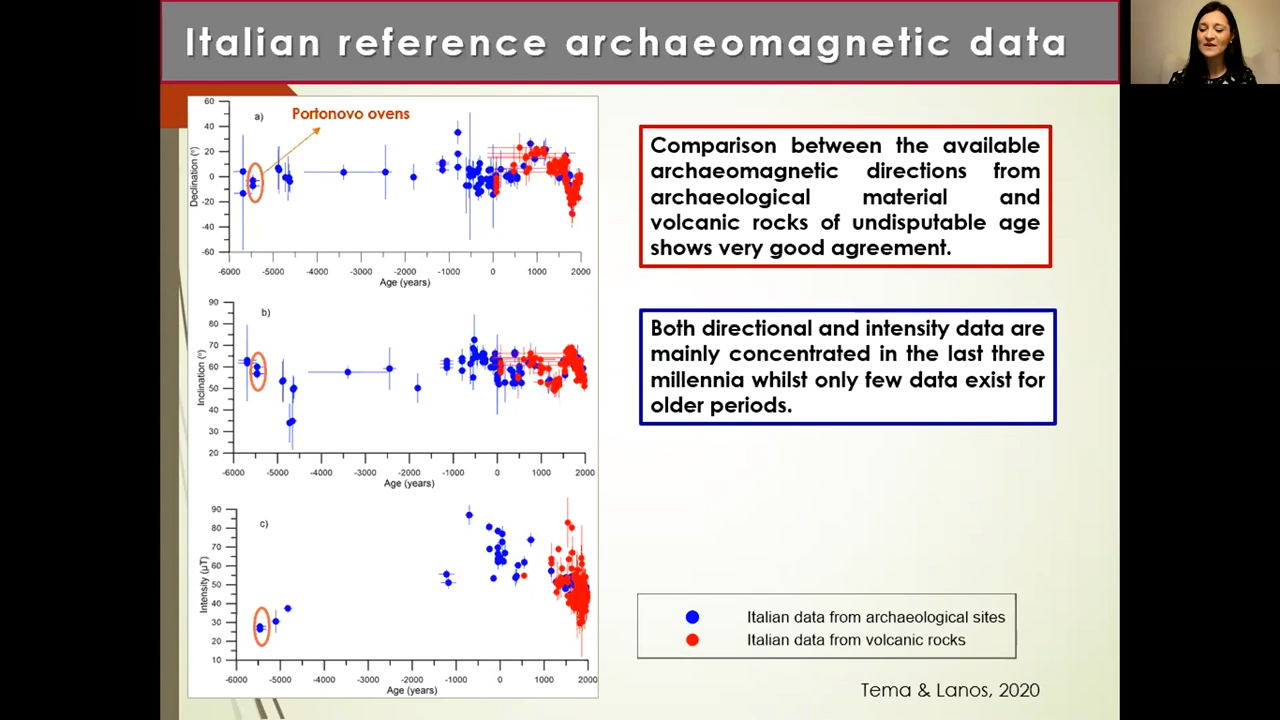 Italian reference archaeomagnetic data
a)
Portonovo ovens
Declination (°)
60
40
20
0
-20
-40
-60
-6000 -5000 -4000 -3000 -2000 -1000 0 1000 2000
Age (years)
b)
Inclination (°)
90
80
70
60
50
40
30
20
-6000 -5000 -4000 -3000 -2000 -1000 0 1000 2000
Age (years)
c)
Intensity (μT)
90
80
70
60
50
40
30
20
10
-6000 -5000 -4000 -3000 -2000 -1000 0 1000 2000
Age (years)
Comparison between the available
archaeomagnetic directions from
archaeological material and
volcanic rocks of undisputable age
shows very good agreement.
Both directional and intensity data are
mainly concentrated in the last three
millennia whilst only few data exist for
older periods.
Italian data from archaeological sites
Italian data from volcanic rocks
Tema & Lanos, 2020